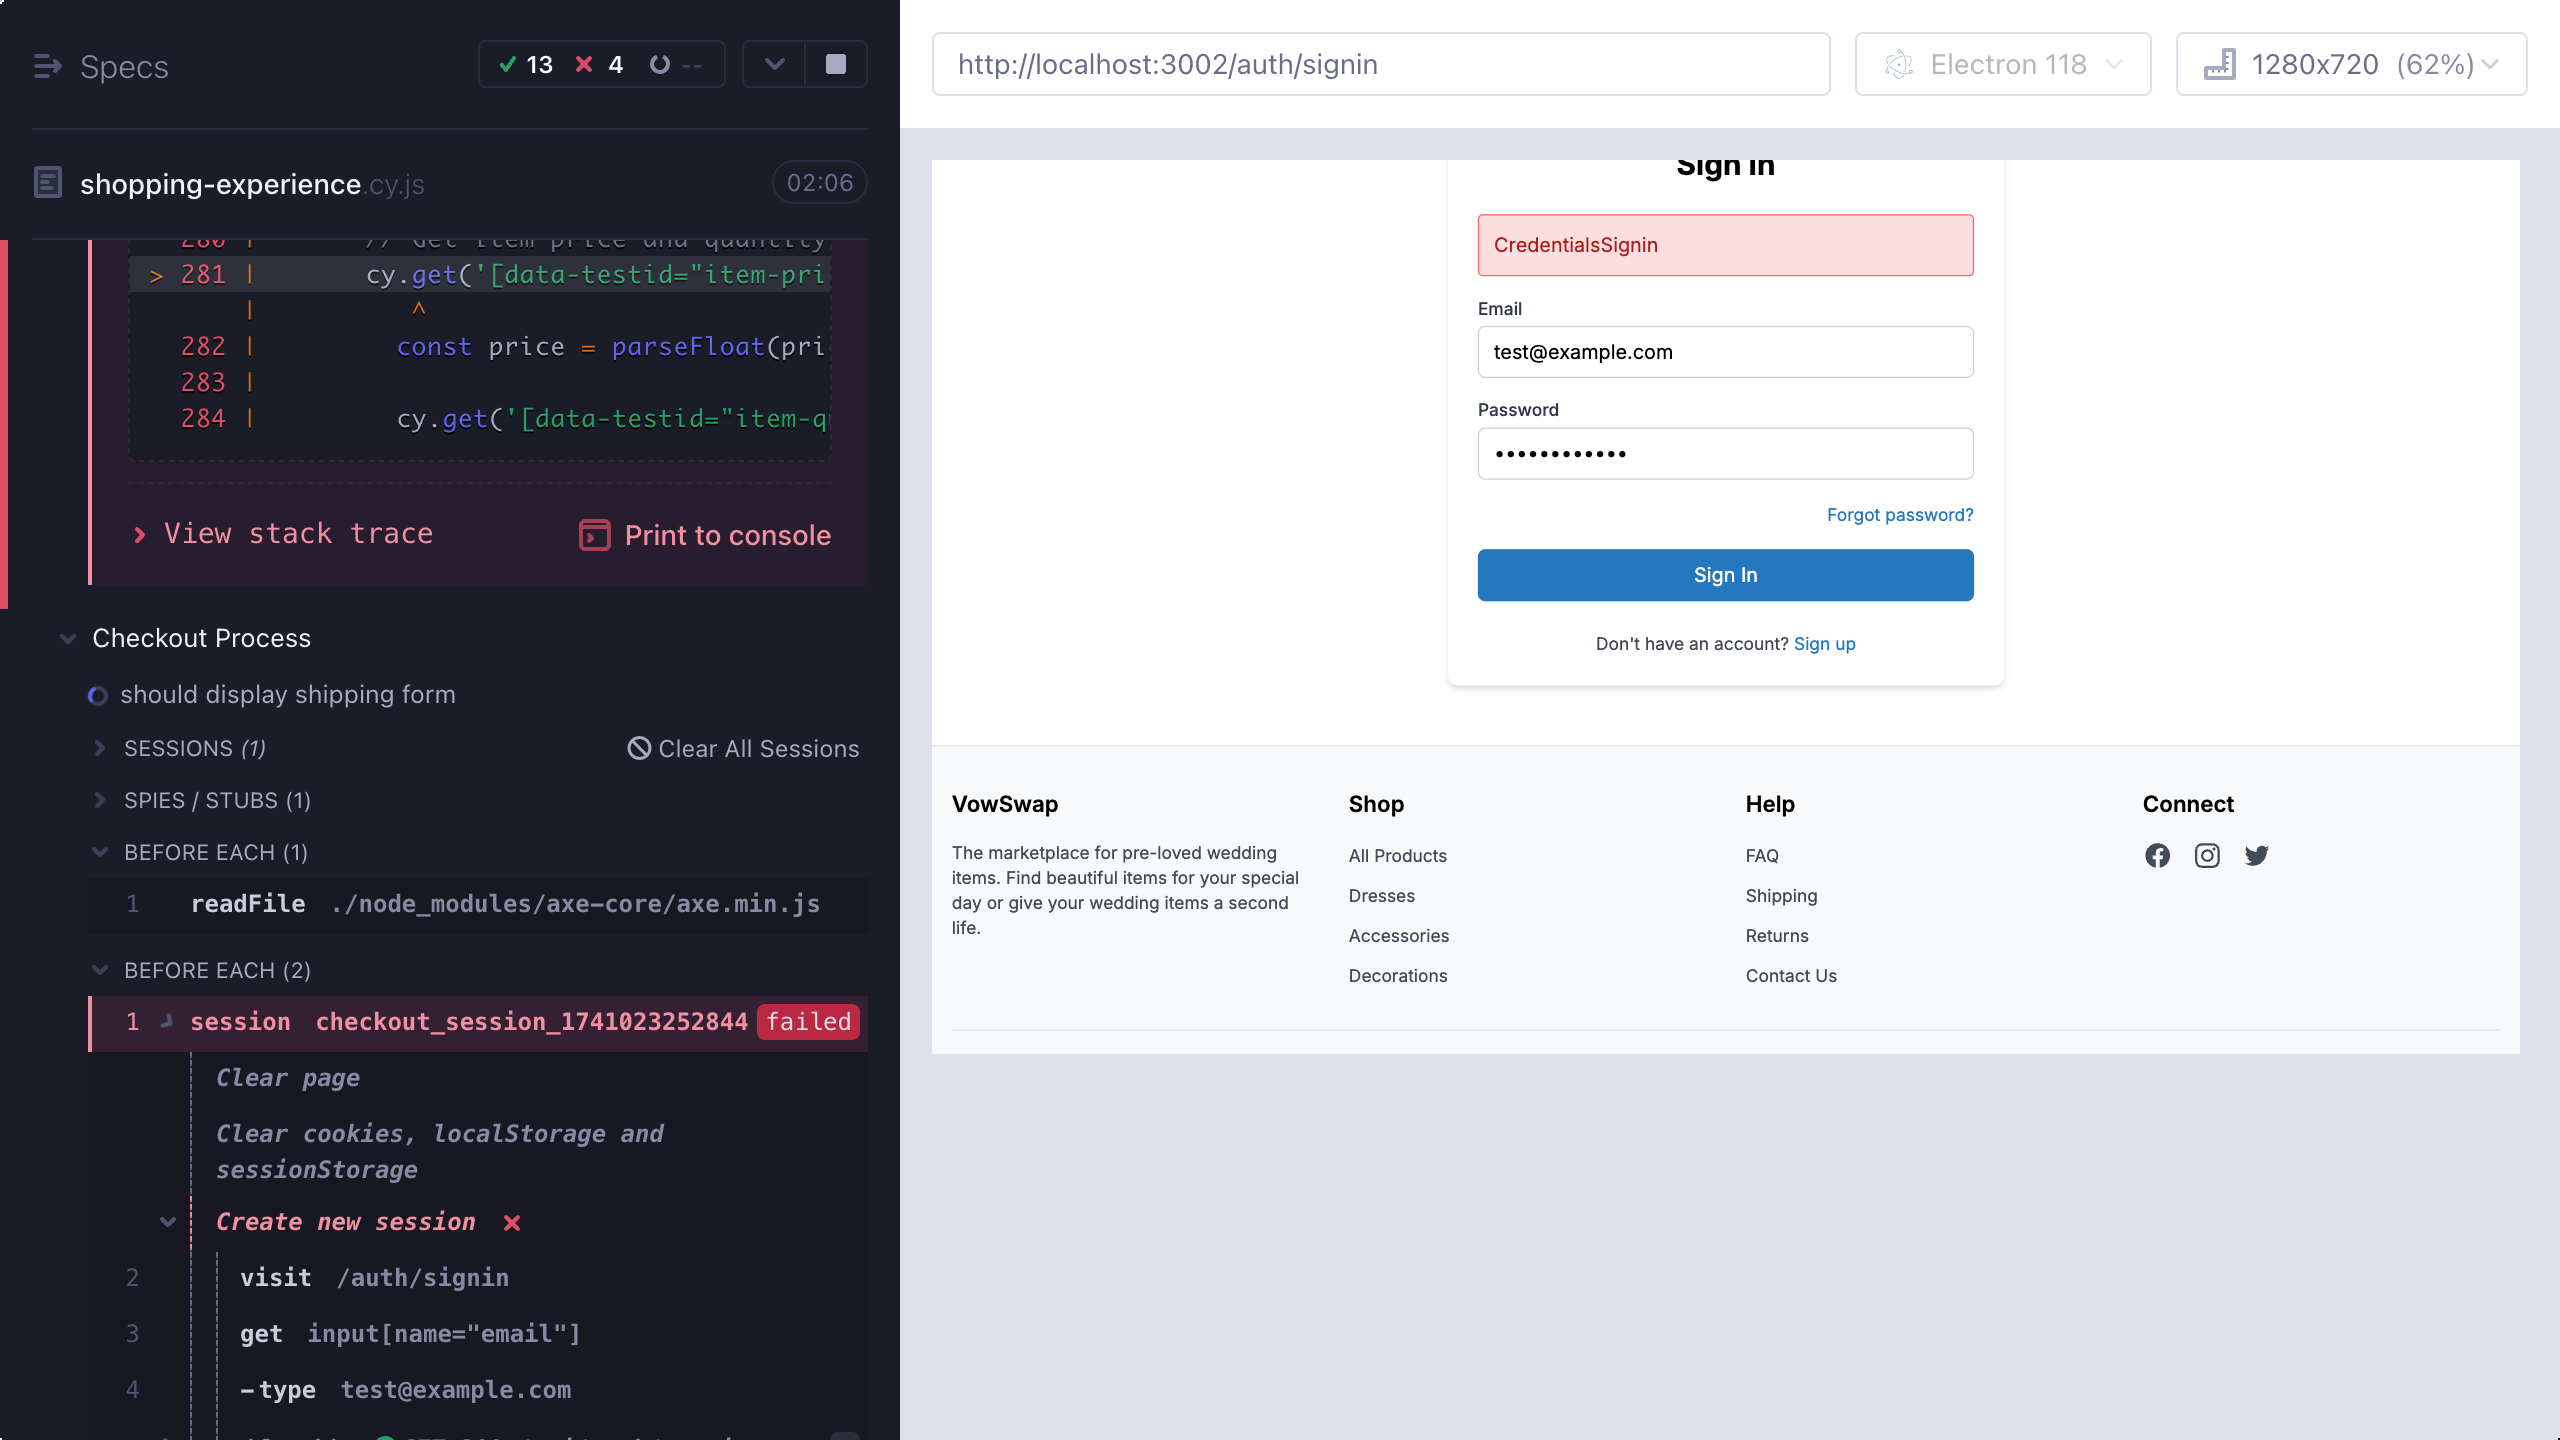 Specs
13 4 --
shopping-experience.cy.js
02:06
280 | // Get item price and quantity
> 281 | cy.get('[data-testid="item-pri
| ^
282 | const price = parseFloat(pri
283 |
284 | cy.get('[data-testid="item-q
View stack trace
Print to console
Checkout Process
should display shipping form
SESSIONS (1)
Clear All Sessions
SPIES / STUBS (1)
BEFORE EACH (1)
1 readFile ./node_modules/axe-core/axe.min.js
BEFORE EACH (2)
1 session checkout_session_1741023252844 failed
Clear page
Clear cookies, localStorage and
sessionStorage
Create new session
2 visit /auth/signin
3 get input[name="email"]
4 -type test@example.com
http://localhost:3002/auth/signin
Electron 118
1280x720 (62%)
Sign In
CredentialsSignin
Email
test@example.com
Password
••••••••••••
Forgot password?
Sign In
Don't have an account? Sign up
VowSwap
The marketplace for pre-loved wedding
items. Find beautiful items for your special
day or give your wedding items a second
life.
Shop
All Products
Dresses
Accessories
Decorations
Help
FAQ
Shipping
Returns
Contact Us
Connect